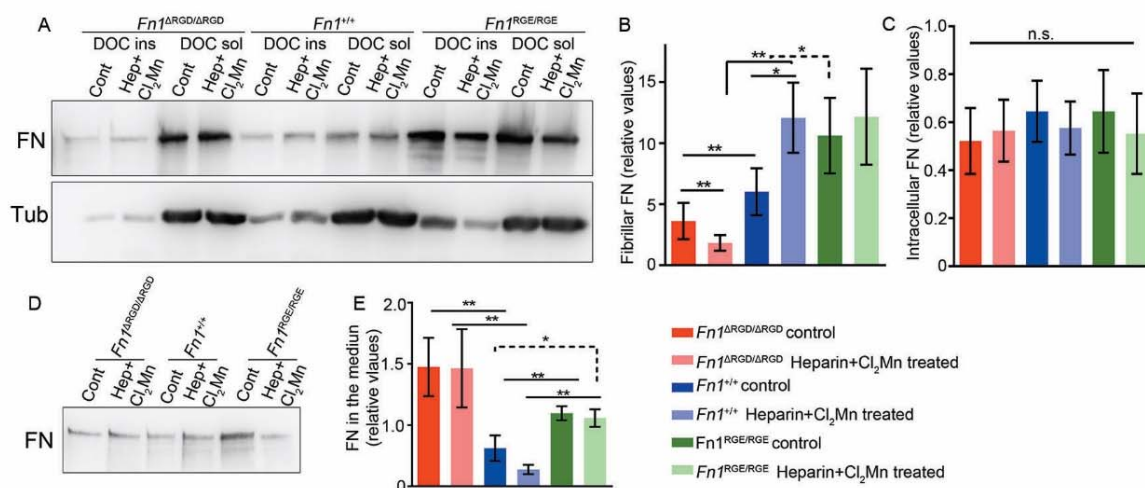 A
Fn1ΔRGD/ΔRGD Fn1+/+ Fn1RGE/RGE
DOC ins DOC sol DOC ins DOC sol DOC ins DOC sol
Cont Hep+ Cl2Mn Cont Hep+ Cl2Mn Cont Hep+ Cl2Mn Cont Hep+ Cl2Mn Cont Hep+ Cl2Mn Cont Hep+ Cl2Mn
FN
Tub
B
Fibrillar FN (relative values)
15
10
5
0
** *
*
**
**
C
Intracellular FN (relative values)
1.0
0.8
0.6
0.4
0.2
0
n.s.
D
Fn1ΔRGD/ΔRGD Fn1+/+ Fn1RGE/RGE
Cont Hep+ Cl2Mn Cont Hep+ Cl2Mn Cont Hep+ Cl2Mn
FN
E
FN in the mediun
(relative vlaues)
2.0
1.5
1.0
0.4
0
**
**
*
**
**
Fn1ΔRGD/ΔRGD control
Fn1ΔRGD/ΔRGD Heparin+Cl2Mn treated
Fn1+/+ control
Fn1+/+ Heparin+Cl2Mn treated
Fn1RGE/RGE control
Fn1RGE/RGE Heparin+Cl2Mn treated